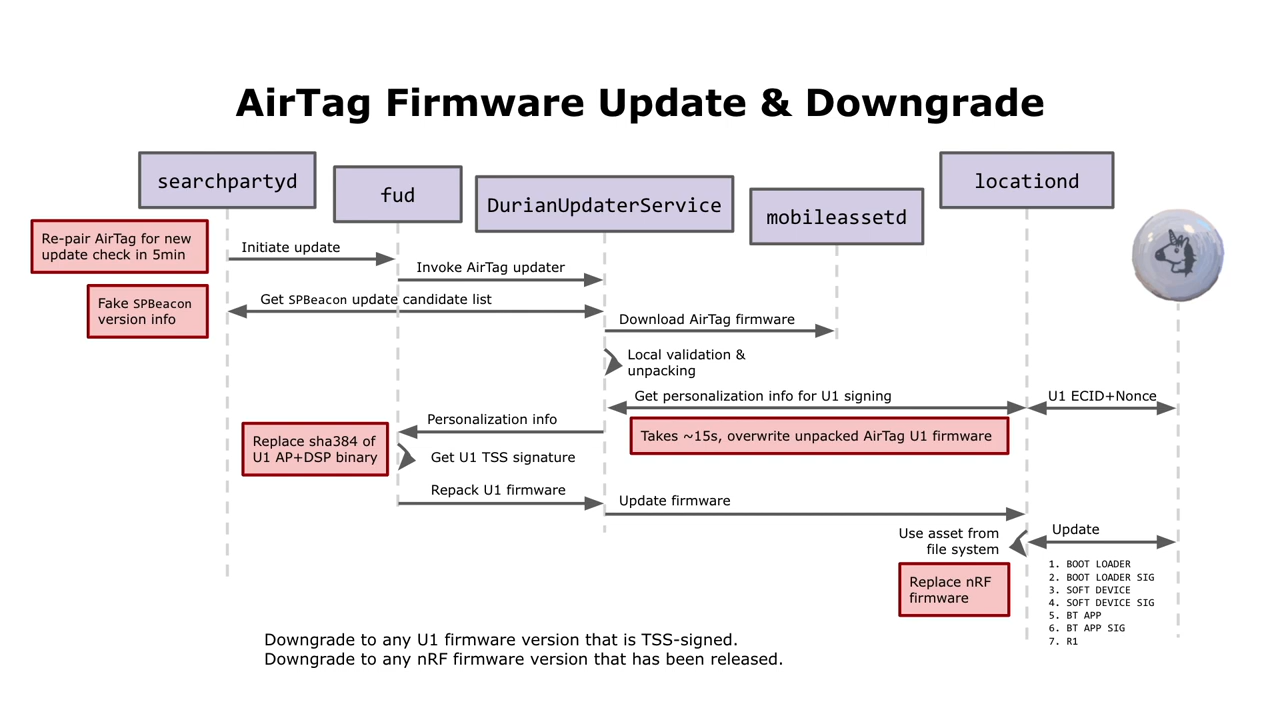 AirTag Firmware Update & Downgrade
searchpartyd
fud
DurianUpdaterService
mobileassetd
locationd
Re-pair AirTag for new
update check in 5min
Initiate update
Invoke AirTag updater
Fake SPBeacon
version info
Get SPBeacon update candidate list
Download AirTag firmware
Local validation &
unpacking
Get personalization info for U1 signing
U1 ECID+Nonce
Takes ~15s, overwrite unpacked AirTag U1 firmware
Personalization info
Replace sha384 of
U1 AP+DSP binary
Get U1 TSS signature
Repack U1 firmware
Update firmware
Use asset from
file system
Update
Replace nRF
firmware
1. BOOT LOADER
2. BOOT LOADER SIG
3. SOFT DEVICE
4. SOFT DEVICE SIG
5. BT APP
6. BT APP SIG
7. R1
Downgrade to any U1 firmware version that is TSS-signed.
Downgrade to any nRF firmware version that has been released.